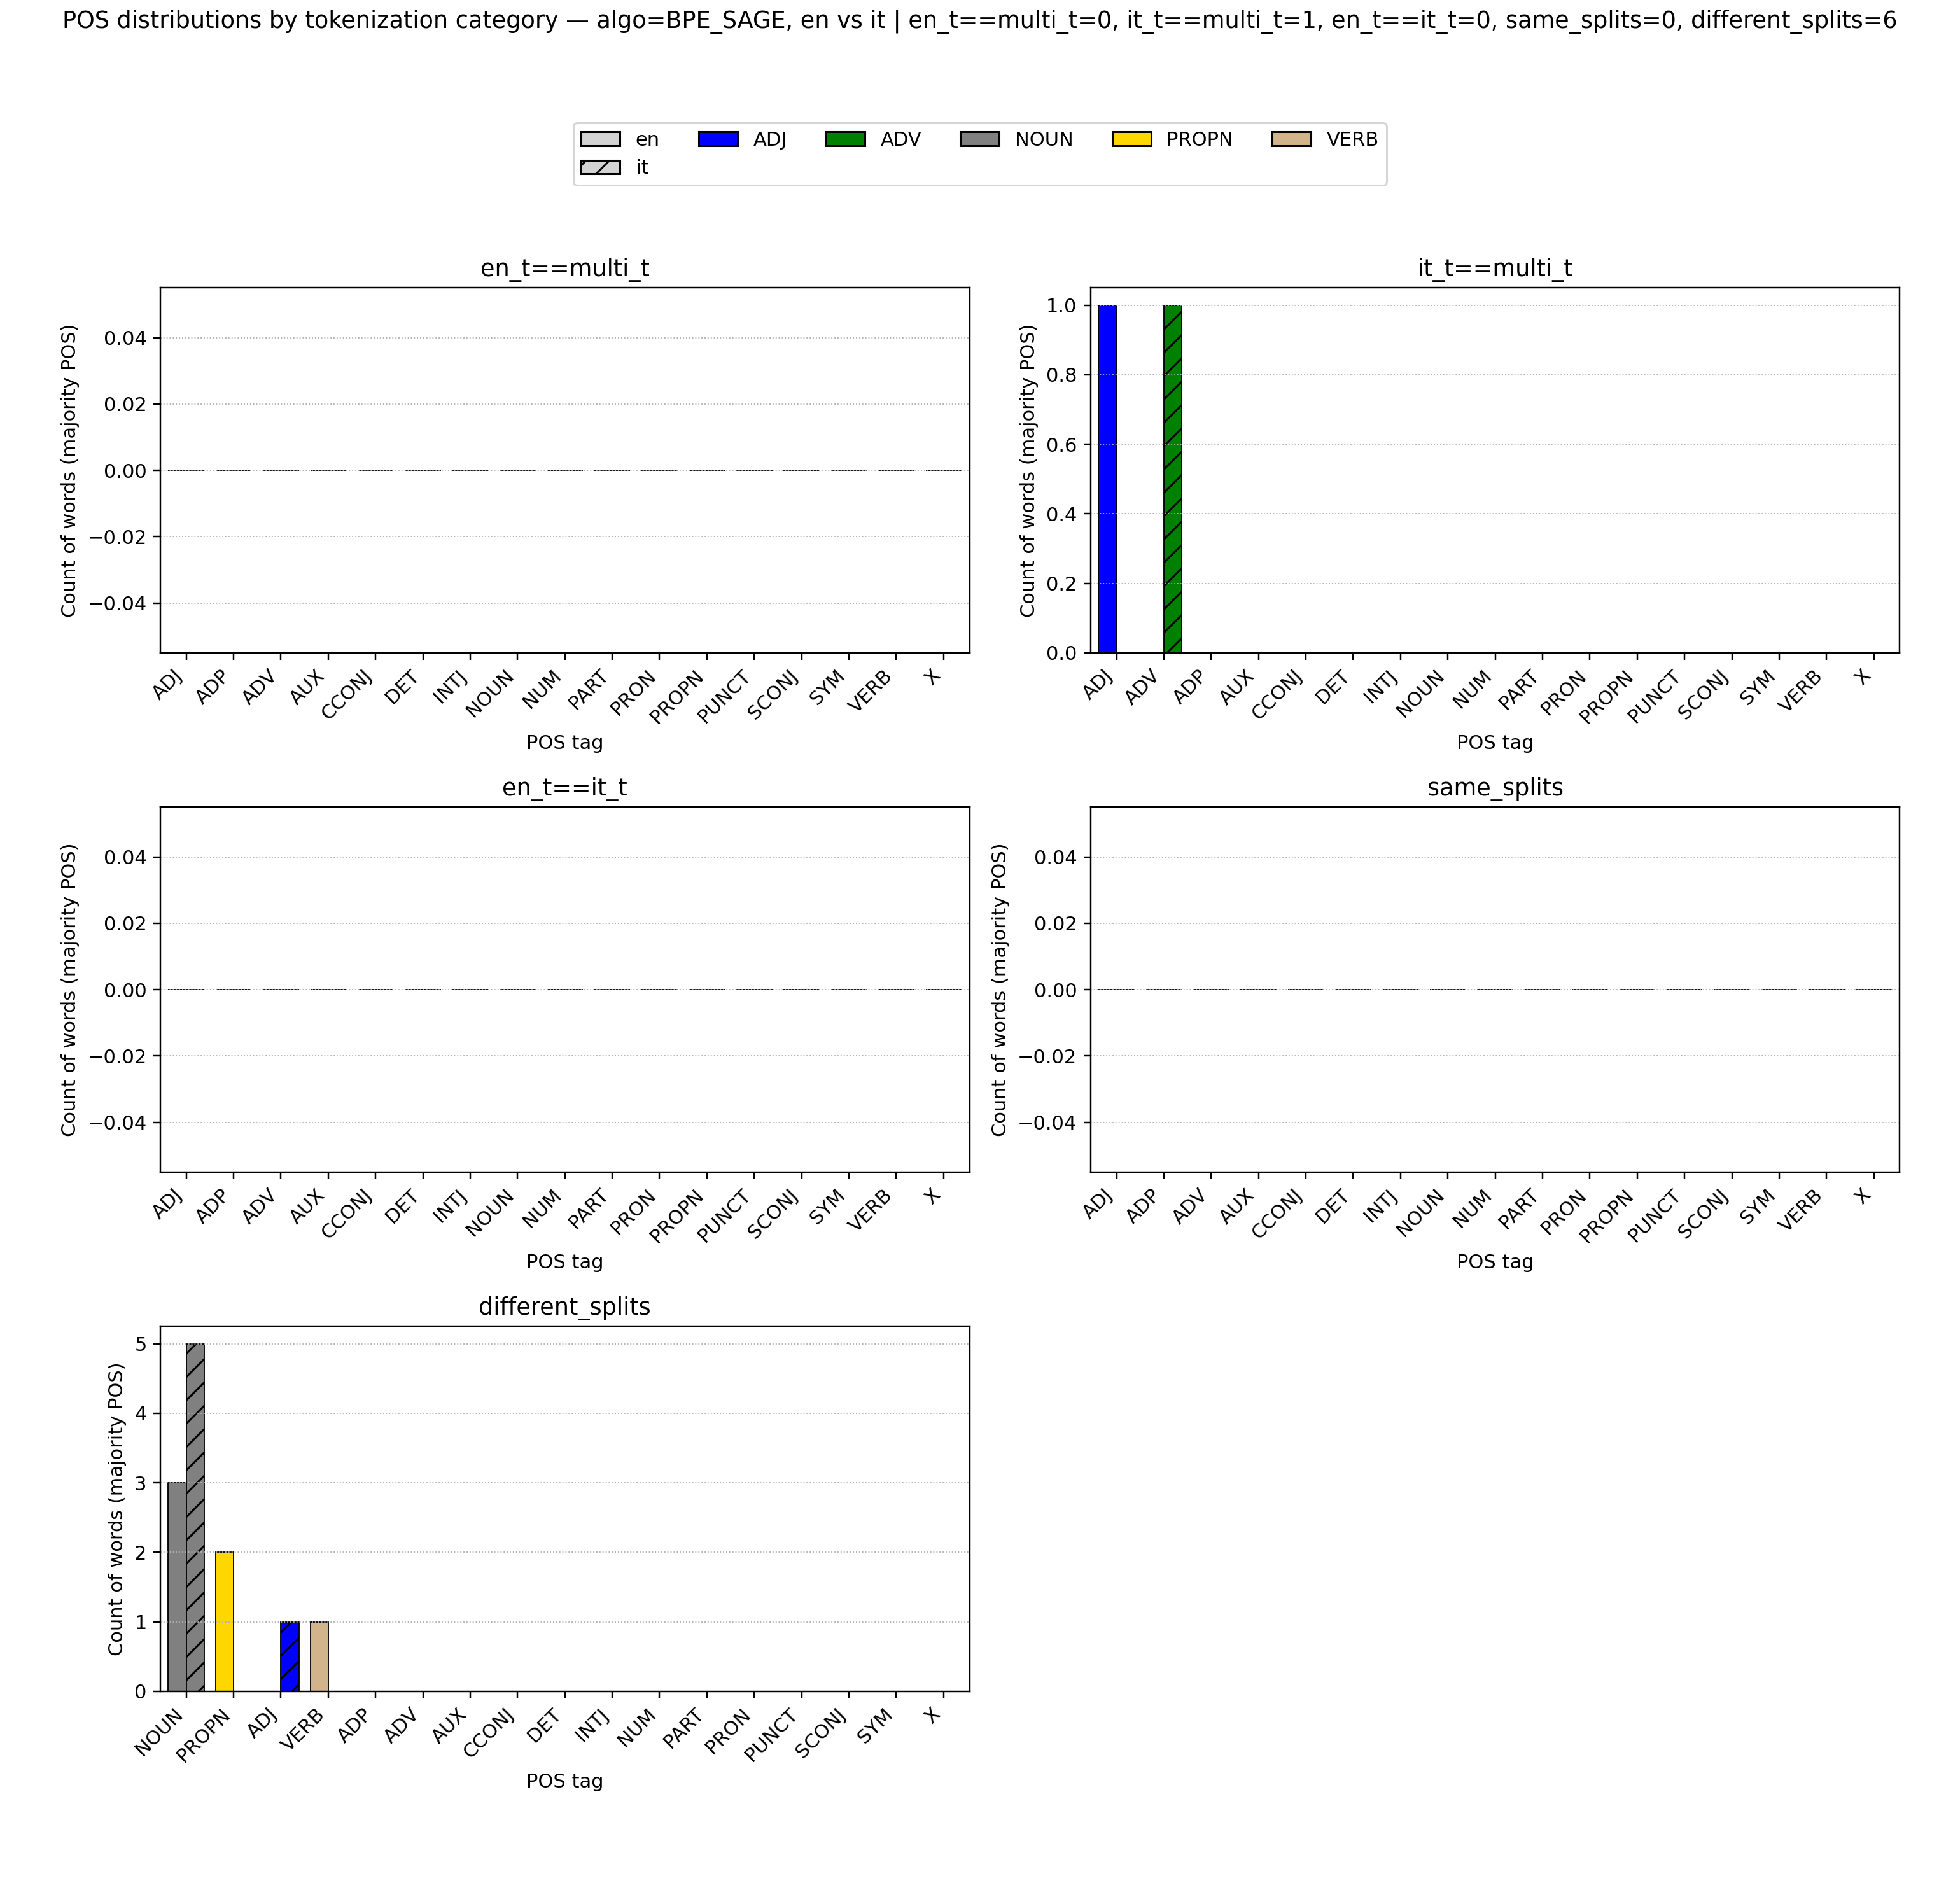 POS distributions by tokenization category — algo=BPE_SAGE, en vs it | en_t==multi_t=0, it_t==multi_t=1, en_t==it_t=0, same_splits=0, different_splits=6
en ADJ ADV NOUN PROPN VERB
it
en_t==multi_t
Count of words (majority POS)
0.04
0.02
0.00
−0.02
−0.04
ADJ ADP ADV AUX CCONJ DET INTJ NOUN NUM PART PRON PROPN PUNCT SCONJ SYM VERB X
POS tag
it_t==multi_t
Count of words (majority POS)
1.0
0.8
0.6
0.4
0.2
0.0
ADJ ADV ADP AUX CCONJ DET INTJ NOUN NUM PART PRON PROPN PUNCT SCONJ SYM VERB X
POS tag
en_t==it_t
Count of words (majority POS)
0.04
0.02
0.00
−0.02
−0.04
ADJ ADP ADV AUX CCONJ DET INTJ NOUN NUM PART PRON PROPN PUNCT SCONJ SYM VERB X
POS tag
same_splits
Count of words (majority POS)
0.04
0.02
0.00
−0.02
−0.04
ADJ ADP ADV AUX CCONJ DET INTJ NOUN NUM PART PRON PROPN PUNCT SCONJ SYM VERB X
POS tag
different_splits
Count of words (majority POS)
5
4
3
2
1
0
NOUN PROPN ADJ VERB ADP ADV AUX CCONJ DET INTJ NUM PART PRON PUNCT SCONJ SYM X
POS tag